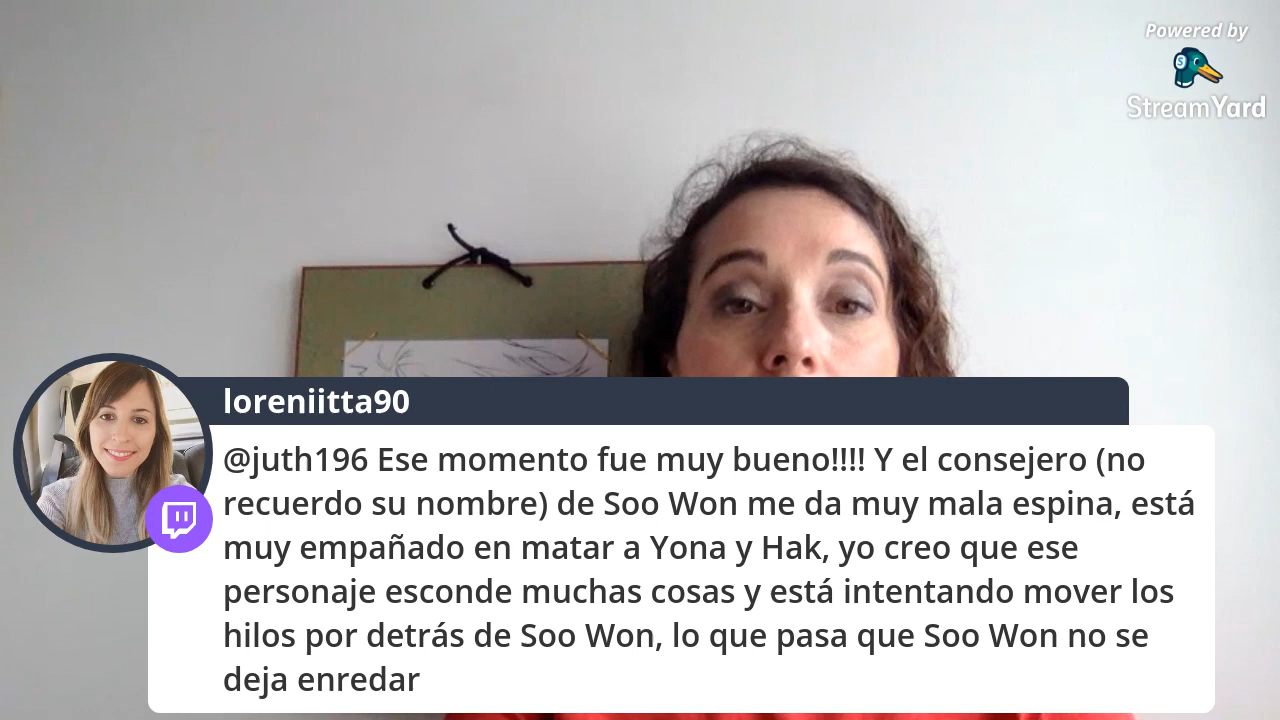 Powered by
StreamYard
loreniitta90
@juth196 Ese momento fue muy bueno!!!! Y el consejero (no
recuerdo su nombre) de Soo Won me da muy mala espina, está
muy empañado en matar a Yona y Hak, yo creo que ese
personaje esconde muchas cosas y está intentando mover los
hilos por detrás de Soo Won, lo que pasa que Soo Won no se
deja enredar